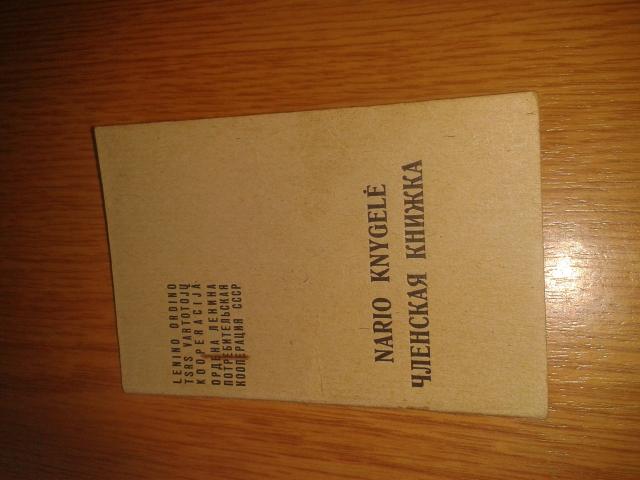 LENINO ORDINO
TSRS VARTOTOJŲ
KOOPERACIJA
ОРДЕНА ЛЕНИНА
ПОТРЕБИТЕЛЬСКАЯ
КООПЕРАЦИЯ СССР
NARIO KNYGELĖ
ЧЛЕНСКАЯ КНИЖКА